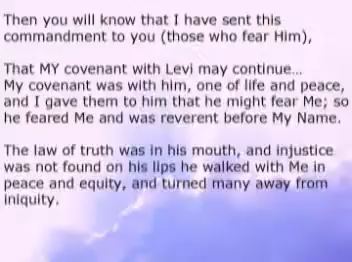 Then you will know that I have sent this
commandment to you (those who fear Him),
That MY covenant with Levi may continue...
My covenant was with him, one of life and peace,
and I gave them to him that he might fear Me; so
he feared Me and was reverent before My Name.
The law of truth was in his mouth, and injustice
was not found on his lips he walked with Me in
peace and equity, and turned many away from
iniquity.